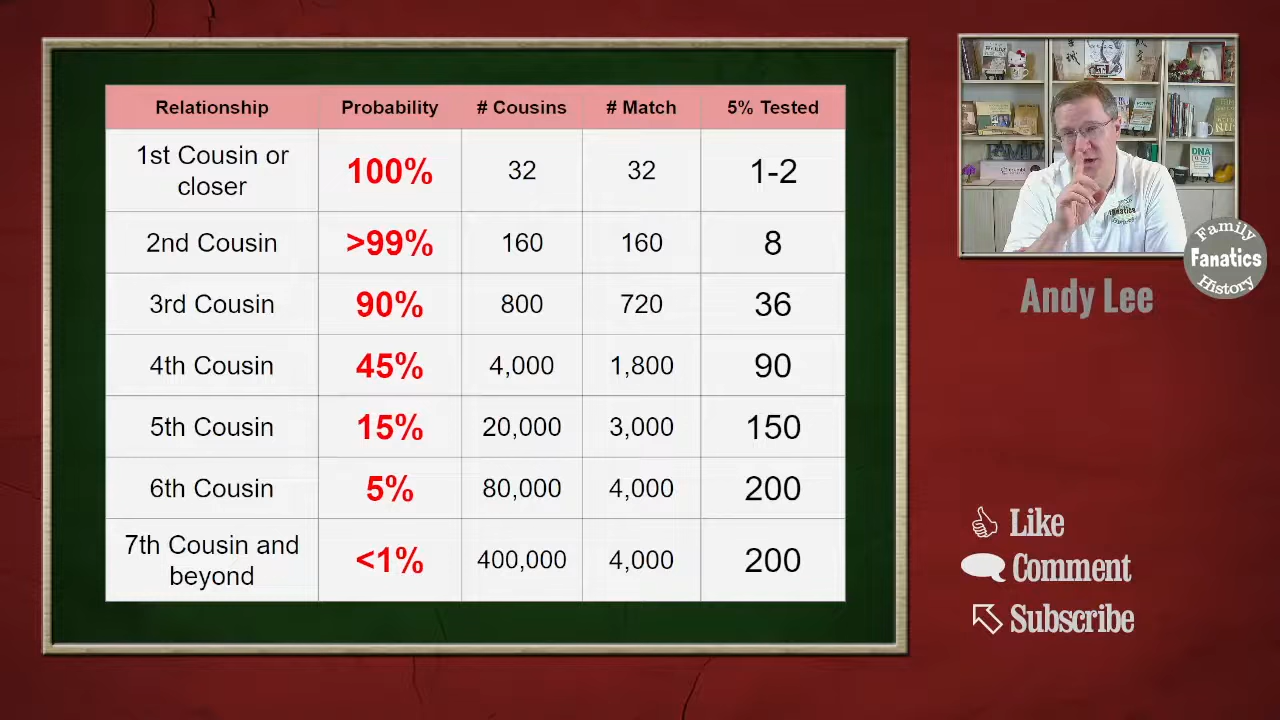 Relationship Probability # Cousins # Match 5% Tested
1st Cousin or
closer
100% 32 32 1-2
2nd Cousin >99% 160 160 8
3rd Cousin 90% 800 720 36
4th Cousin 45% 4,000 1,800 90
5th Cousin 15% 20,000 3,000 150
6th Cousin 5% 80,000 4,000 200
7th Cousin and
beyond
<1% 400,000 4,000 200
Family
Fanatics
History
Andy Lee
Like
Comment
Subscribe
DNA
Fanatics